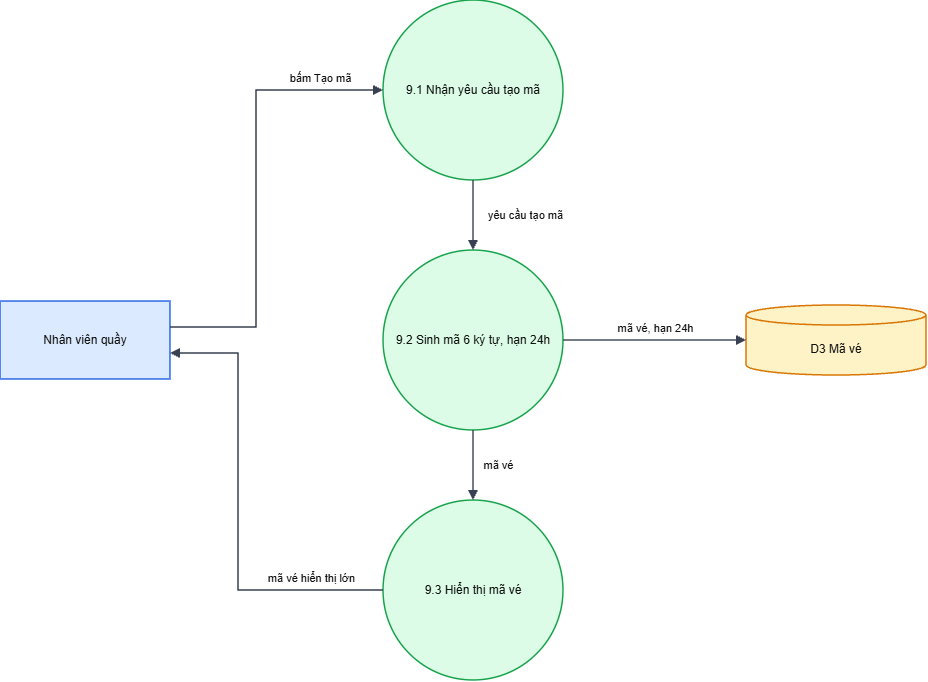 bấm Tạo mã
9.1 Nhận yêu cầu tạo mã
yêu cầu tạo mã
Nhân viên quầy
9.2 Sinh mã 6 ký tự, hạn 24h
mã vé, hạn 24h
D3 Mã vé
mã vé
mã vé hiển thị lớn
9.3 Hiển thị mã vé